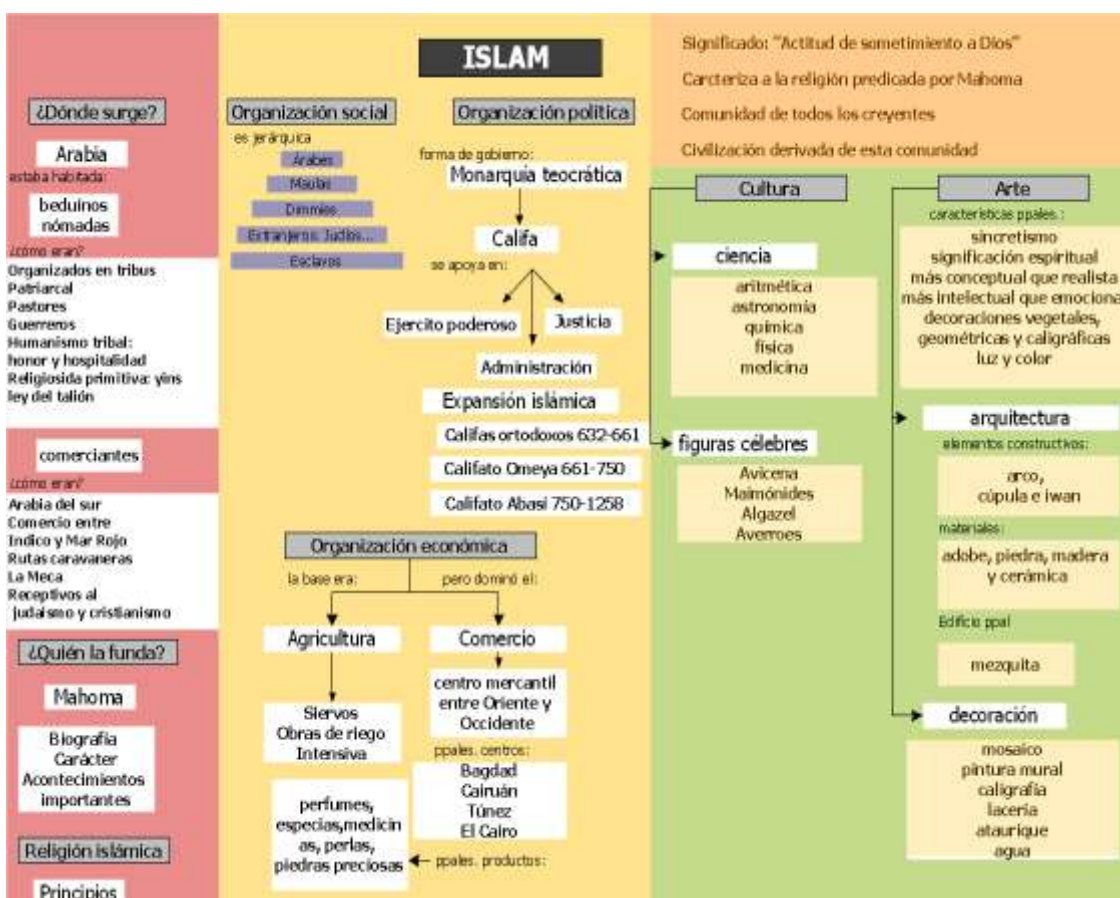 ISLAM
Significado: "Actitud de sometimiento a Dios"
Carcteriza a la religión predicada por Mahoma
Comunidad de todos los creyentes
Civilización derivada de esta comunidad
¿Dónde surge?
Arabia
estaba habitada:
beduinos
nómadas
¿cómo eran?
Organizados en tribus
Patriarcal
Pastores
Guerreros
Humanismo tribal:
honor y hospitalidad
Religiosida primitiva: yins
ley del talión
comerciantes
¿cómo eran?
Arabia del sur
Comercio entre
Indico y Mar Rojo
Rutas caravaneras
La Meca
Receptivos al
judaismo y cristianismo
¿Quién la funda?
Mahoma
Biografía
Carácter
Acontecimientos
importantes
Religión islámica
Principios
Organización social
es jerárquica
Arabes
Maulas
Dimmies
Extranjeros: Judíos...
Esclavos
Organización política
forma de gobierno:
Monarquía teocrática
Califa
se apoya en:
Ejercito poderoso
Justicia
Administración
Expansión islámica
Califas ortodoxos 632-661
Califato Omeya 661-750
Califato Abasi 750-1258
Organización económica
la base era:
pero dominó el:
Agricultura
Comercio
Siervos
Obras de riego
Intensiva
centro mercantil
entre Oriente y
Occidente
ppales. centros:
Bagdad
Cairuán
Túnez
El Cairo
ppales. productos:
perfumes,
especias,medicin
as, perlas,
piedras preciosas
Cultura
ciencia
aritmética
astronomía
química
física
medicina
figuras célebres
Avicena
Maimónides
Algazel
Averroes
Arte
características ppales.:
sincretismo
significación espiritual
más conceptual que realista
más intelectual que emociona
decoraciones vegetales,
geométricas y caligráficas
luz y color
arquitectura
elementos constructivos:
arco,
cúpula e iwan
materiales:
adobe, piedra, madera
y cerámica
Edificio ppal
mezquita
decoración
mosaico
pintura mural
caligrafía
lacería
ataurique
agua